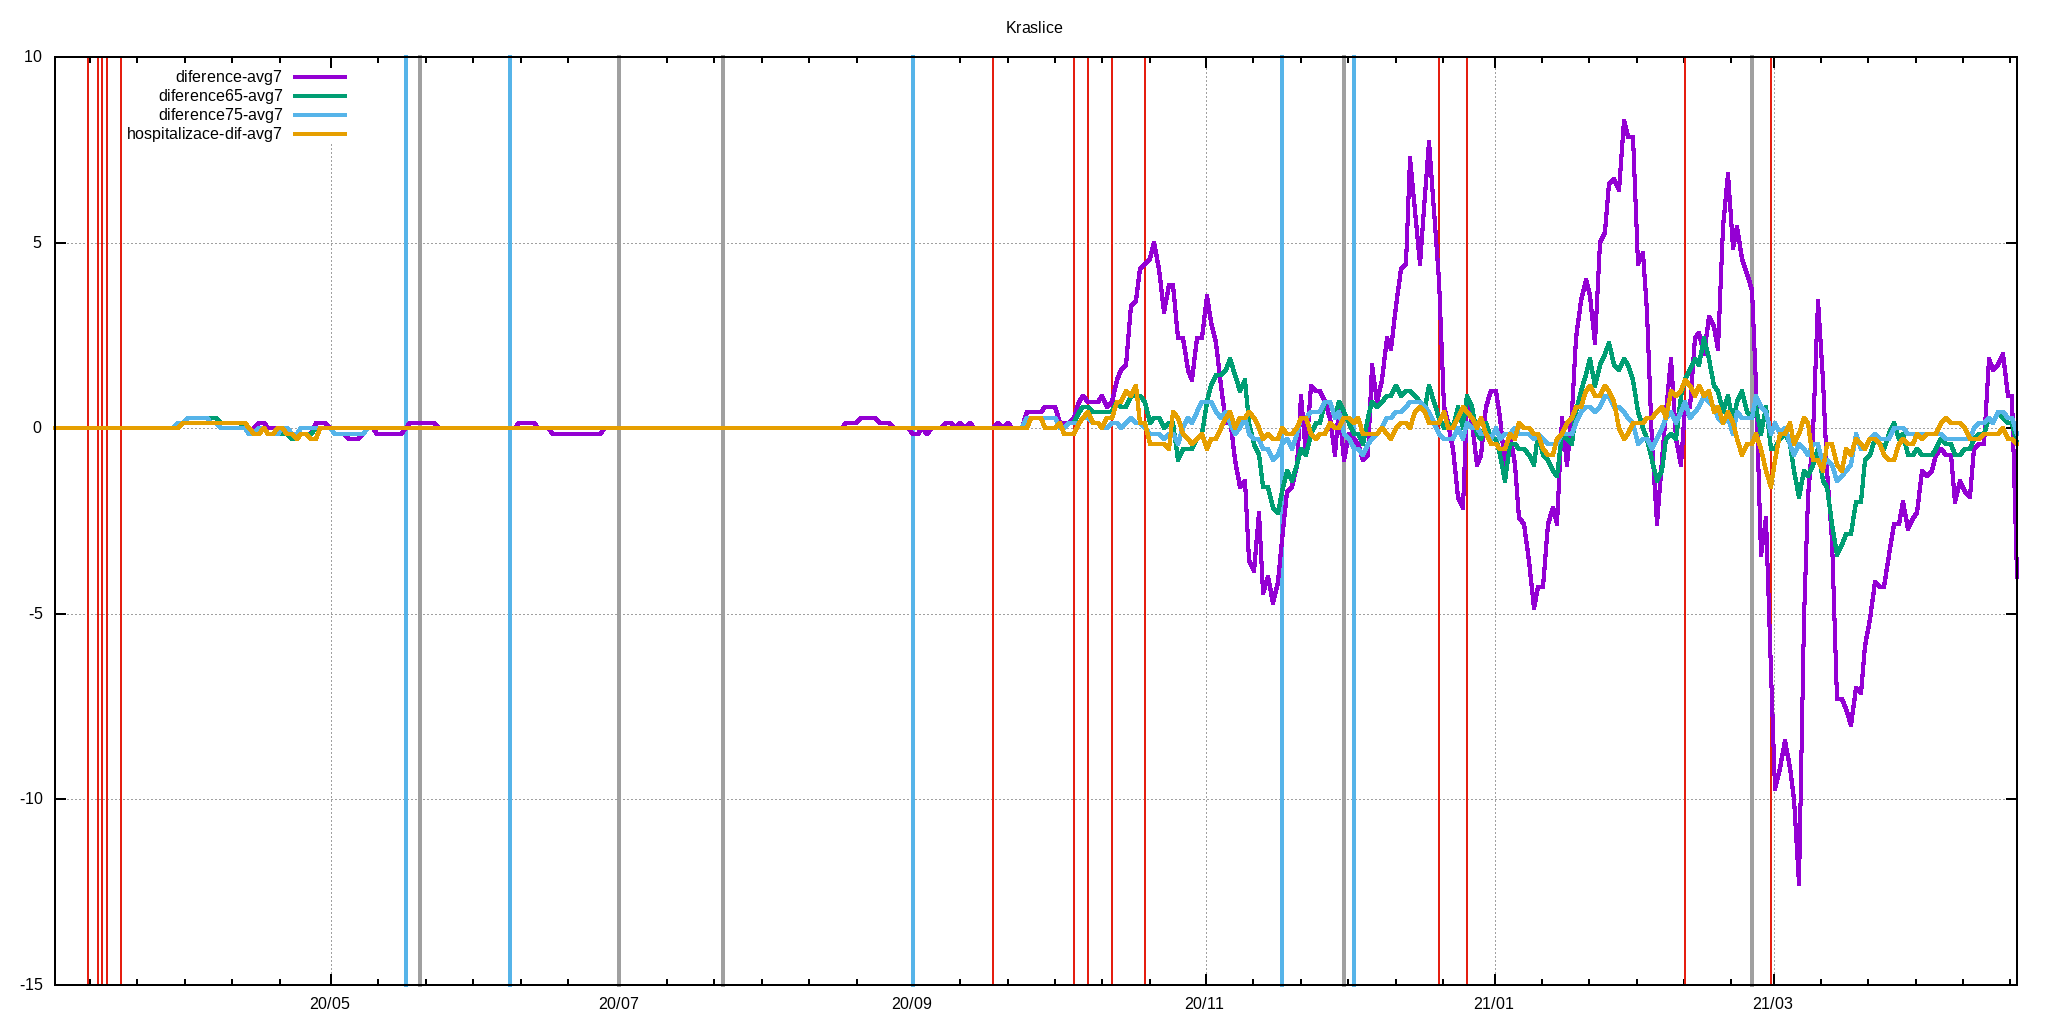 Kraslice
diference-avg7
diference65-avg7
diference75-avg7
hospitalizace-dif-avg7
10
5
0
-5
-10
-15
20/05
20/07
20/09
20/11
21/01
21/03